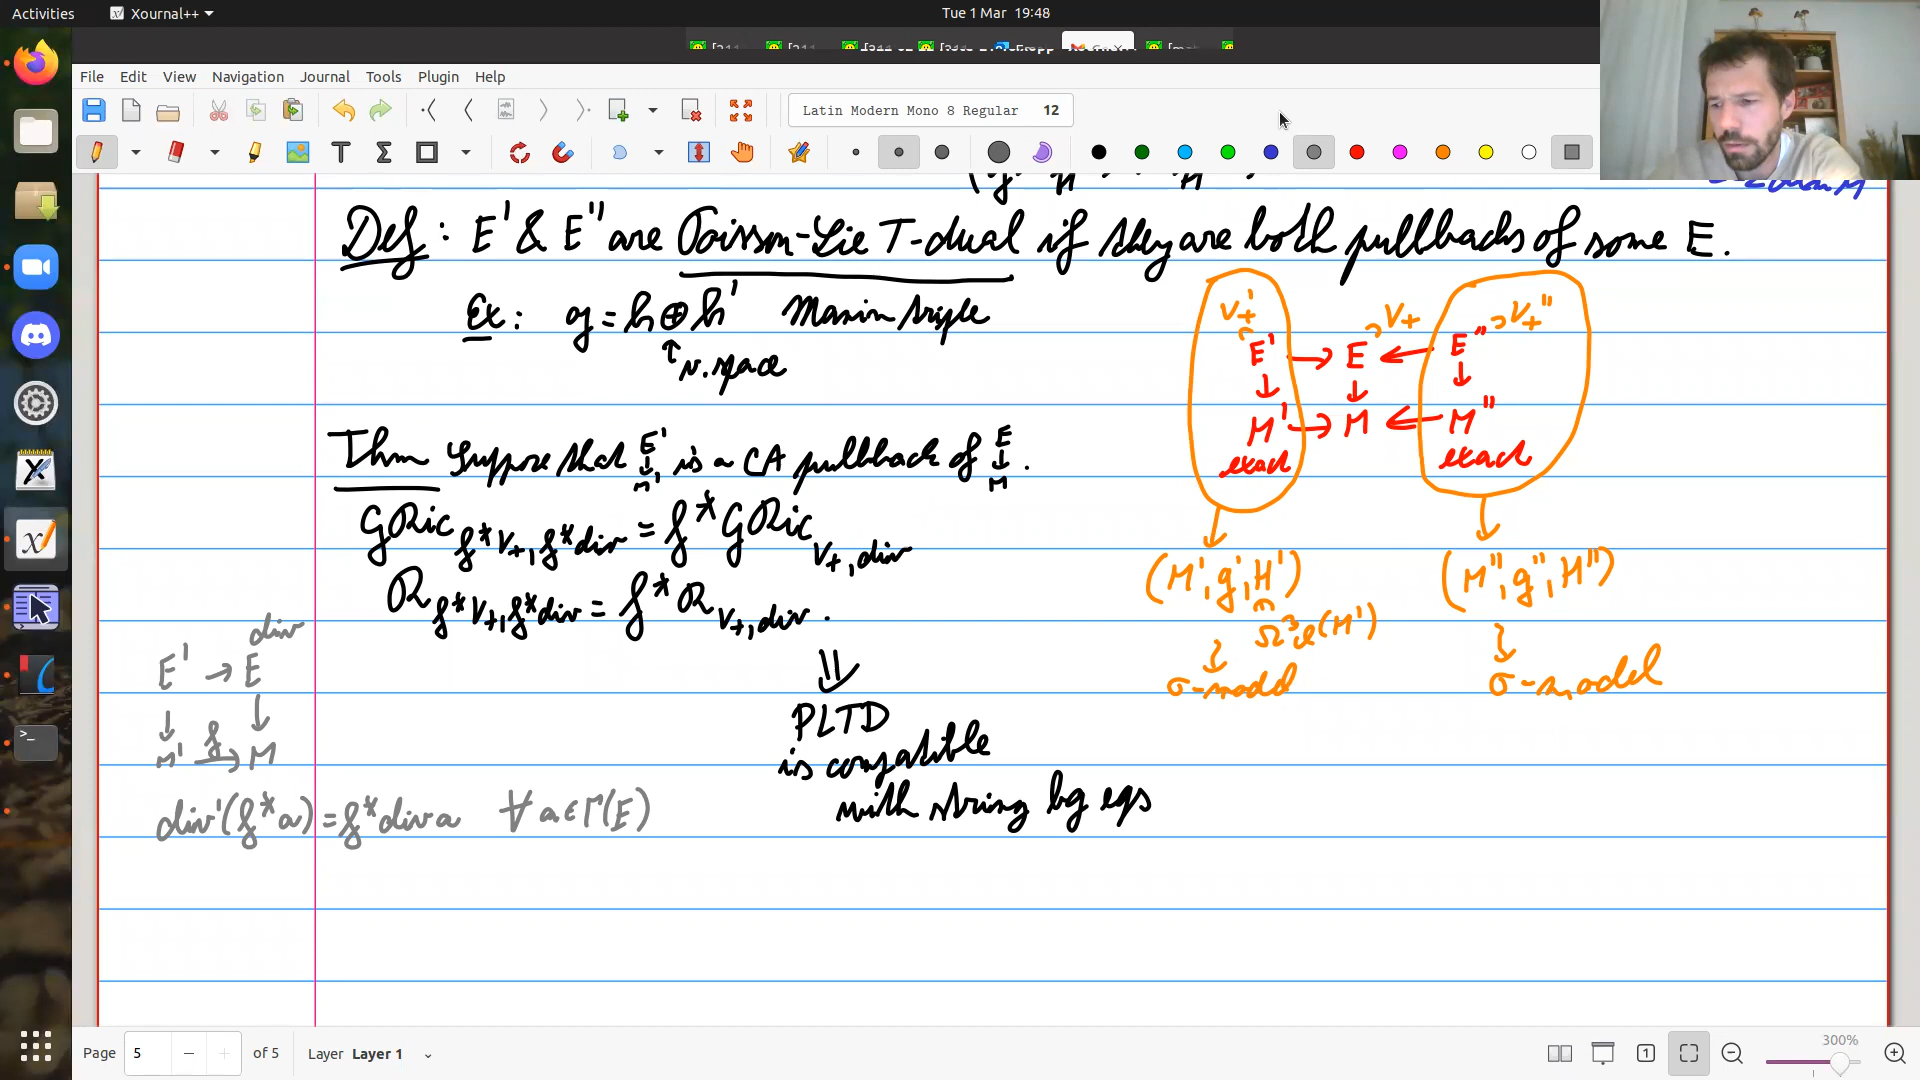 Activities Xournal++ Tue 1 Mar 19:48
File Edit View Navigation Journal Tools Plugin Help
Latin Modern Mono 8 Regular 12
Def: E' & E'' are Poisson-Lie T-dual if they are both pullbacks of some E.
Ex: g = h ⊕ h' Manin triple
↑ v. space
V+' V+ V+''
E' → E ← E''
↓ ↓ ↓
M' → M ← M''
exact exact
Thm Suppose that E' ↓ M' is a CA pullback of E ↓ M.
GRic f*V+, f*div = f* GRic V+, div
R f*V+, f*div = f* R V+, div.
(M', g', H') (M'', g'', H'')
Ω³cl(M')
σ-model σ-model
⇓
PLTD
is compatible
with string bg eqs
div
E' → E
↓ ↓
M' f→ M
div'(f*a) = f* div a ∀ a ∈ Γ(E)
Page 5 of 5 Layer Layer 1 300%